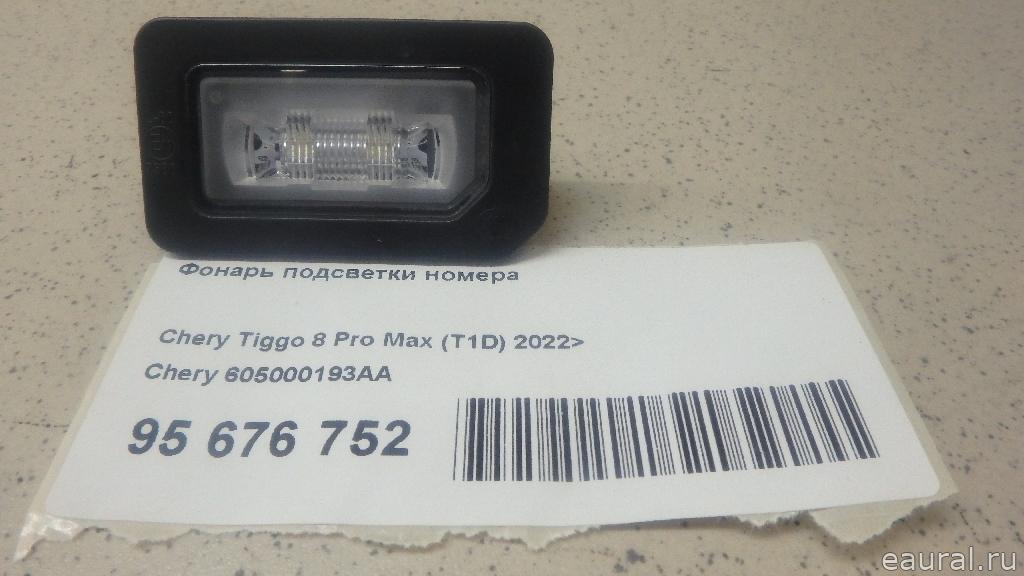 Фонарь подсветки номера
Chery Tiggo 8 Pro Max (T1D) 2022>
Chery 605000193AA
95 676 752
eaural.ru